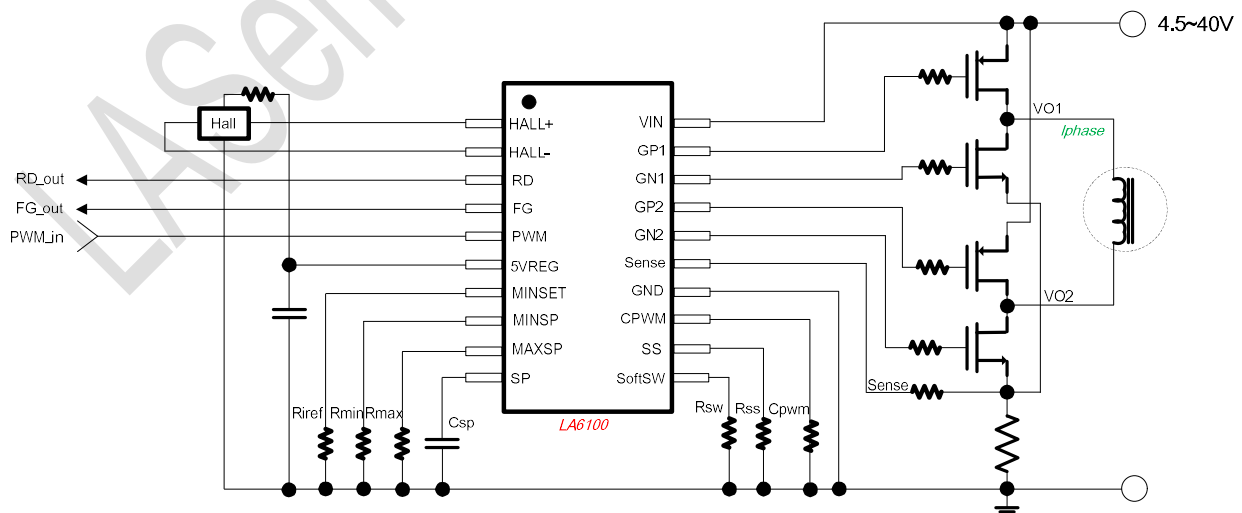 LASen
4.5~40V
Hall
HALL+
HALL-
RD
FG
PWM
5VREG
MINSET
MINSP
MAXSP
SP
VIN
GP1
GN1
GP2
GN2
Sense
GND
CPWM
SS
SoftSW
RD_out
FG_out
PWM_in
VO1
Iphase
VO2
Sense
Riref
Rmin
Rmax
Csp
Rsw
Rss
Cpwm
LA6100